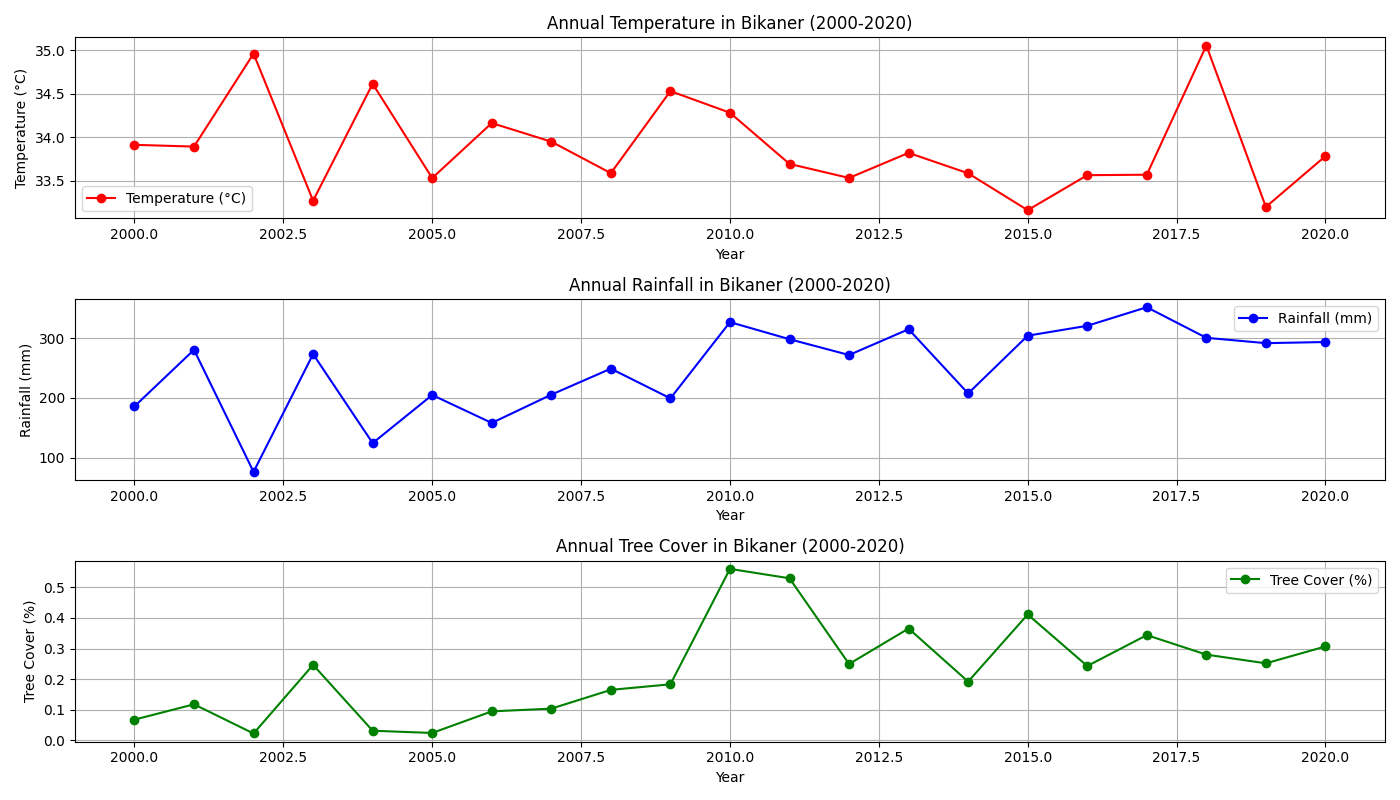 Annual Temperature in Bikaner (2000-2020)
35.0
34.5
34.0
33.5
Temperature (°C)
Temperature (°C)
2000.0 2002.5 2005.0 2007.5 2010.0 2012.5 2015.0 2017.5 2020.0
Year
Annual Rainfall in Bikaner (2000-2020)
300
200
100
Rainfall (mm)
Rainfall (mm)
2000.0 2002.5 2005.0 2007.5 2010.0 2012.5 2015.0 2017.5 2020.0
Year
Annual Tree Cover in Bikaner (2000-2020)
0.5
0.4
0.3
0.2
0.1
0.0
Tree Cover (%)
Tree Cover (%)
2000.0 2002.5 2005.0 2007.5 2010.0 2012.5 2015.0 2017.5 2020.0
Year